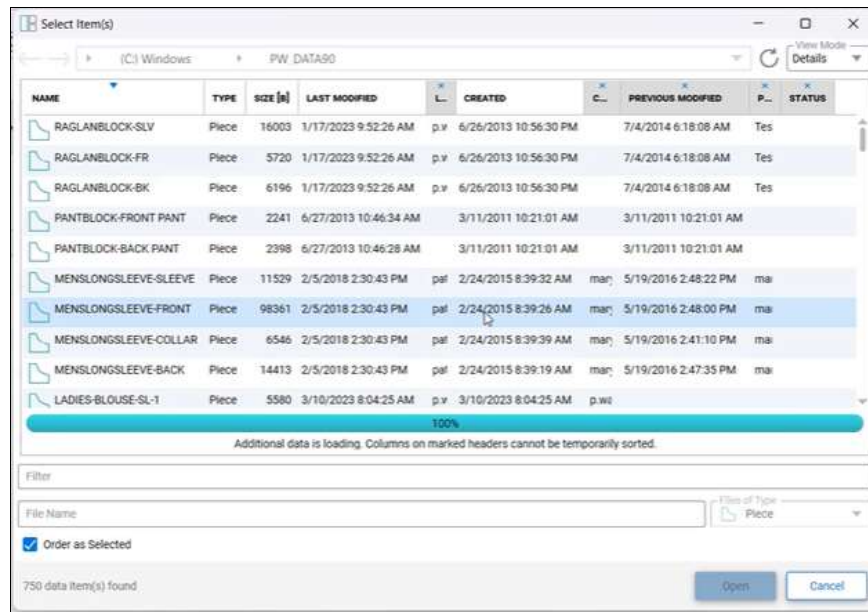 Select Item(s)
View Mode
(C:) Windows PW_DATA90 Details
NAME TYPE SIZE [B] LAST MODIFIED L... CREATED C... PREVIOUS MODIFIED P... STATUS
RAGLANBLOCK-SLV Piece 16003 1/17/2023 9:52:26 AM p.w 6/26/2013 10:56:30 PM 7/4/2014 6:18:08 AM Tes
RAGLANBLOCK-FR Piece 5720 1/17/2023 9:52:26 AM p.w 6/26/2013 10:56:30 PM 7/4/2014 6:18:08 AM Tes
RAGLANBLOCK-BK Piece 6196 1/17/2023 9:52:26 AM p.w 6/26/2013 10:56:30 PM 7/4/2014 6:18:08 AM Tes
PANTBLOCK-FRONT PANT Piece 2241 6/27/2013 10:46:34 AM 3/11/2011 10:21:01 AM 3/11/2011 10:21:01 AM
PANTBLOCK-BACK PANT Piece 2398 6/27/2013 10:46:28 AM 3/11/2011 10:21:01 AM 3/11/2011 10:21:01 AM
MENSLONGSLEEVE-SLEEVE Piece 11529 2/5/2018 2:30:43 PM pat 2/24/2015 8:39:32 AM mary 5/19/2016 2:48:22 PM mar
MENSLONGSLEEVE-FRONT Piece 98361 2/5/2018 2:30:43 PM pat 2/24/2015 8:39:26 AM mary 5/19/2016 2:48:00 PM mar
MENSLONGSLEEVE-COLLAR Piece 6546 2/5/2018 2:30:43 PM pat 2/24/2015 8:39:39 AM mary 5/19/2016 2:41:10 PM mar
MENSLONGSLEEVE-BACK Piece 14413 2/5/2018 2:30:43 PM pat 2/24/2015 8:39:19 AM mary 5/19/2016 2:47:35 PM mar
LADIES-BLOUSE-SL-1 Piece 5580 3/10/2023 8:04:25 AM p.w 3/10/2023 8:04:25 AM p.wa
100%
Additional data is loading. Columns on marked headers cannot be temporarily sorted.
Filter
Files of Type
File Name Piece
Order as Selected
750 data item(s) found Open Cancel